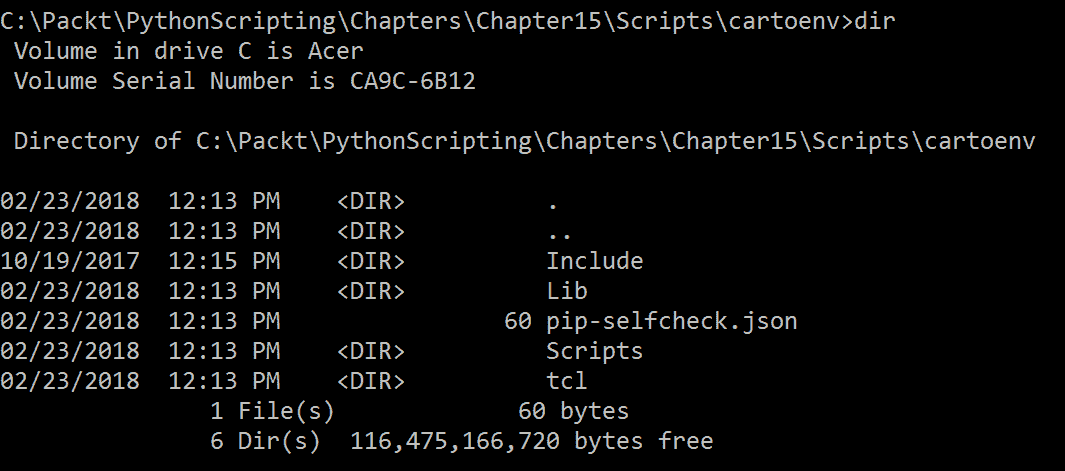 C:\Packt\PythonScripting\Chapters\Chapter15\Scripts\cartoenv>dir
 Volume in drive C is Acer
 Volume Serial Number is CA9C-6B12

 Directory of C:\Packt\PythonScripting\Chapters\Chapter15\Scripts\cartoenv

02/23/2018  12:13 PM    <DIR>          .
02/23/2018  12:13 PM    <DIR>          ..
10/19/2017  12:15 PM    <DIR>          Include
02/23/2018  12:13 PM    <DIR>          Lib
02/23/2018  12:13 PM                60 pip-selfcheck.json
02/23/2018  12:13 PM    <DIR>          Scripts
02/23/2018  12:13 PM    <DIR>          tcl
               1 File(s)             60 bytes
               6 Dir(s)  116,475,166,720 bytes free